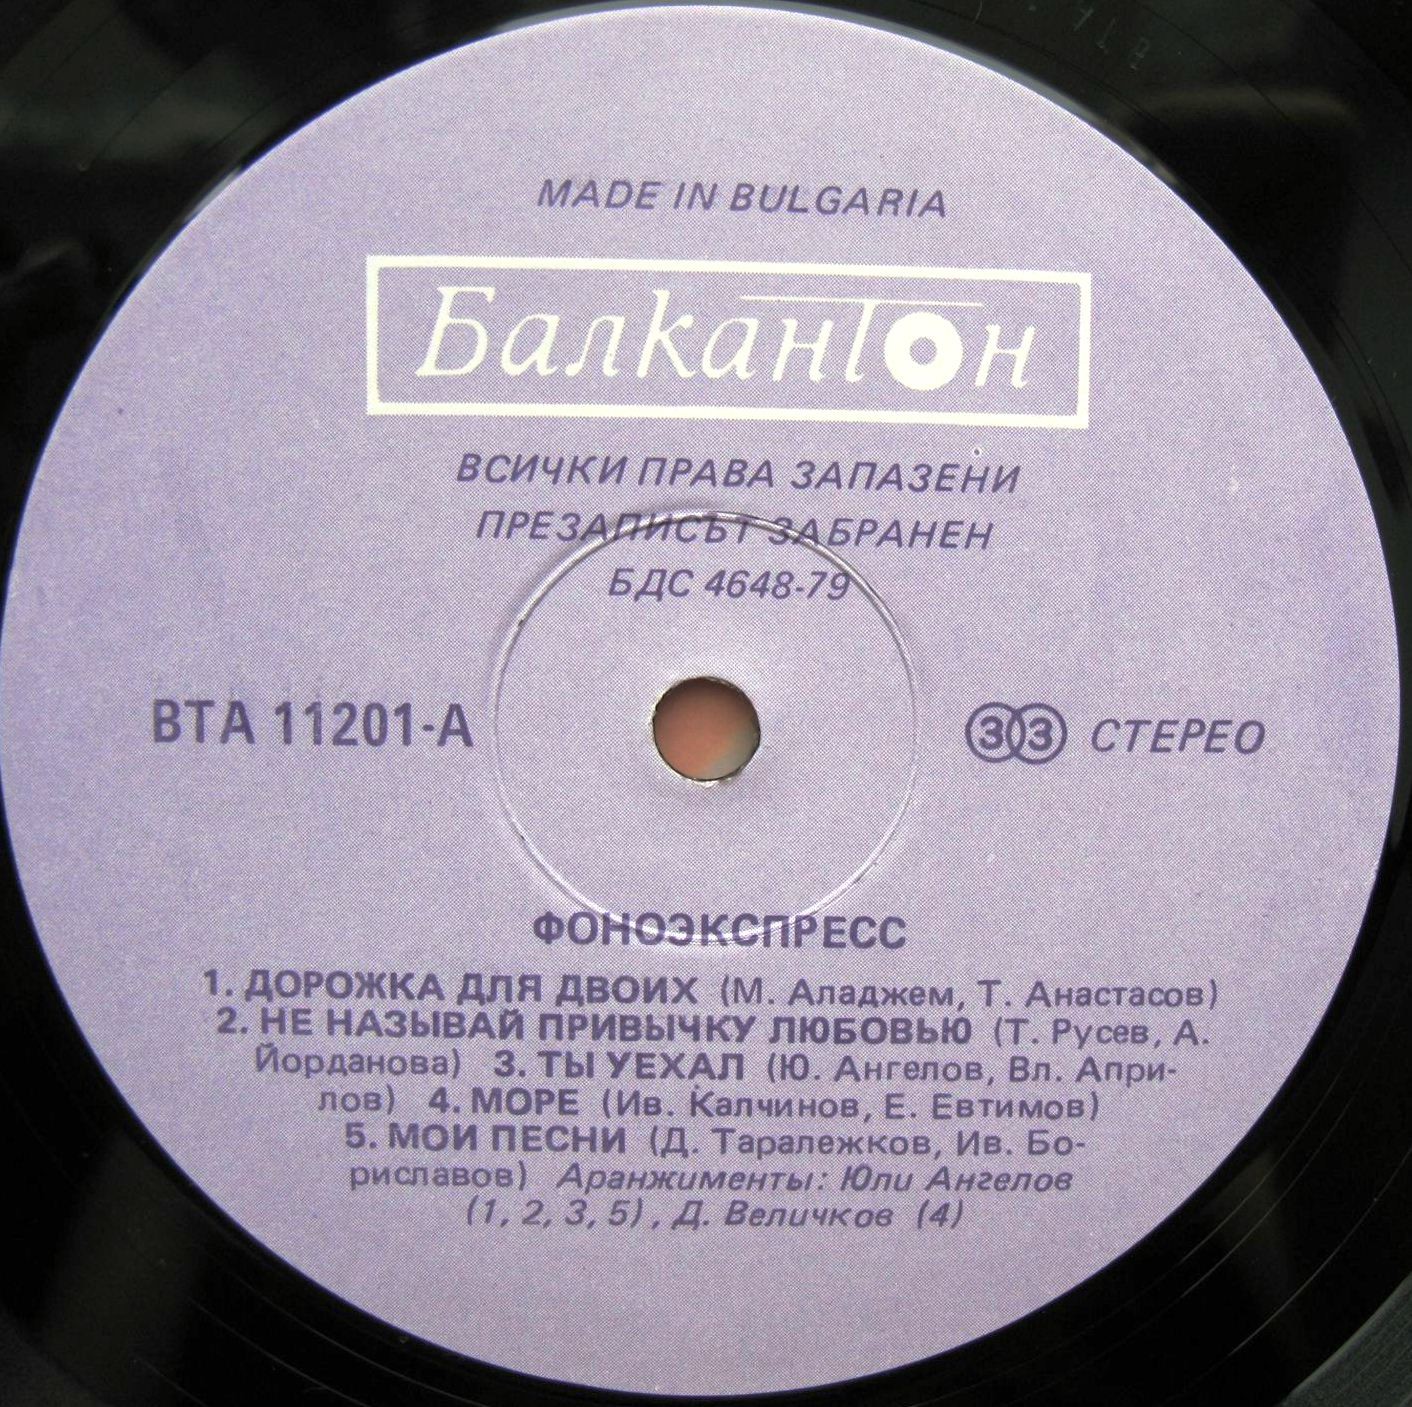 MADE IN BULGARIA
Балкантон
ВСИЧКИ ПРАВА ЗАПАЗЕНИ
ПРЕЗАПИСЪТ ЗАБРАНЕН
БДС 4648-79
ВТА 11201-А
33 СТЕРЕО
ФОНОЭКСПРЕСС
1. ДОРОЖКА ДЛЯ ДВОИХ (М. Аладжем, Т. Анастасов)
2. НЕ НАЗЫВАЙ ПРИВЫЧКУ ЛЮБОВЬЮ (Т. Русев, А.
Йорданова) 3. ТЫ УЕХАЛ (Ю. Ангелов, Вл. Апри-
лов) 4. МОРЕ (Ив. Калчинов, Е. Евтимов)
5. МОИ ПЕСНИ (Д. Таралежков, Ив. Бо-
риславов) Аранжименты: Юли Ангелов
(1, 2, 3, 5), Д. Величков (4)